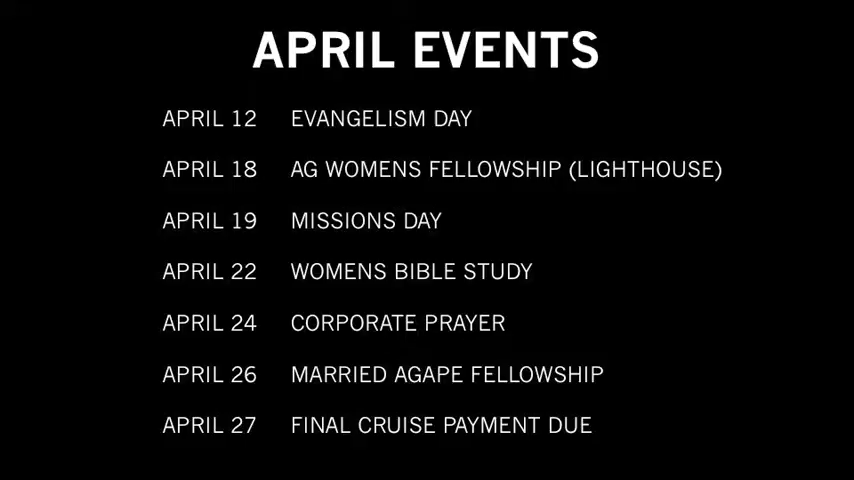 APRIL EVENTS
APRIL 12 EVANGELISM DAY
APRIL 18 AG WOMENS FELLOWSHIP (LIGHTHOUSE)
APRIL 19 MISSIONS DAY
APRIL 22 WOMENS BIBLE STUDY
APRIL 24 CORPORATE PRAYER
APRIL 26 MARRIED AGAPE FELLOWSHIP
APRIL 27 FINAL CRUISE PAYMENT DUE